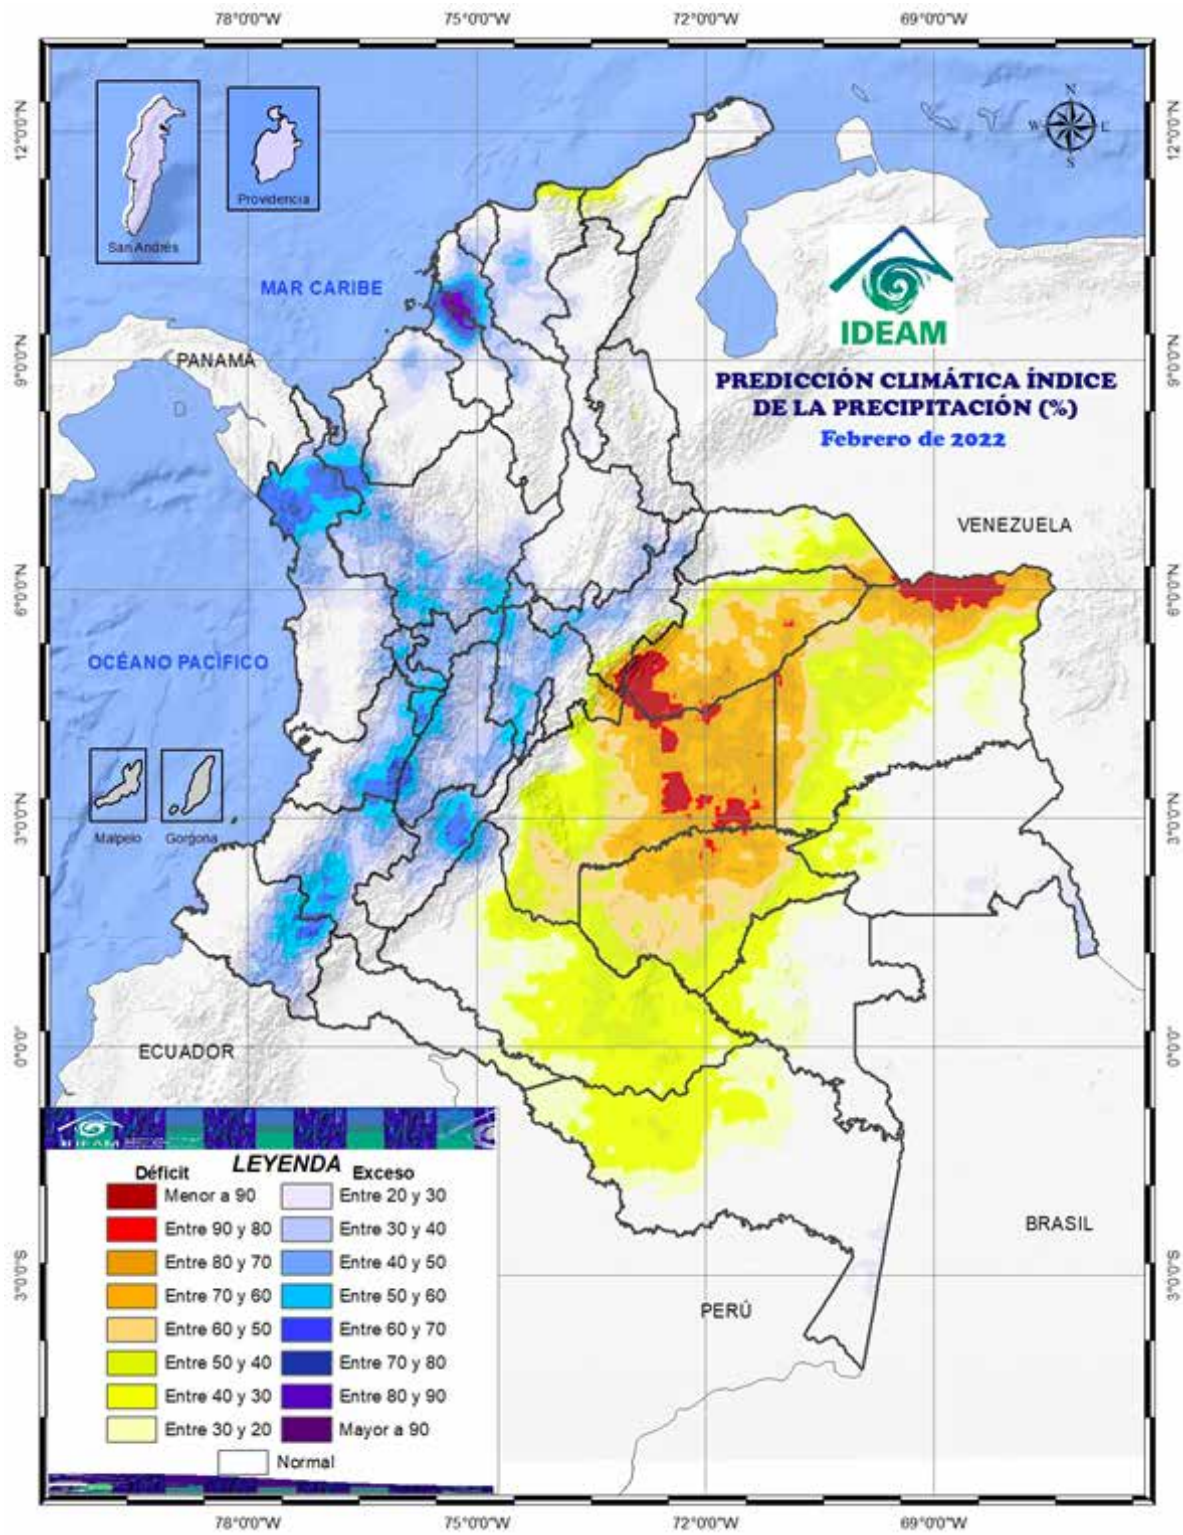 78°0'0"W 75°0'0"W 72°0'0"W 69°0'0"W
12°0'0"N 12°0'0"N
N
W E
S
San Andrés
Providencia
MAR CARIBE
IDEAM
9°0'0"N 9°0'0"N
PANAMÁ
D
PREDICCIÓN CLIMÁTICA ÍNDICE
DE LA PRECIPITACIÓN (%)
Febrero de 2022
VENEZUELA
6°0'0"N 6°0'0"N
OCÉANO PACÍFICO
3°0'0"N 3°0'0"N
Malpelo Gorgona
ECUADOR
0°0'0" 0°0'0"
IDEAM
LEYENDA
Déficit Exceso
Menor a 90 Entre 20 y 30
Entre 90 y 80 Entre 30 y 40
Entre 80 y 70 Entre 40 y 50
Entre 70 y 60 Entre 50 y 60
Entre 60 y 50 Entre 60 y 70
Entre 50 y 40 Entre 70 y 80
Entre 40 y 30 Entre 80 y 90
Entre 30 y 20 Mayor a 90
Normal
BRASIL
3°0'0"S 3°0'0"S
PERÚ
78°0'0"W 75°0'0"W 72°0'0"W 69°0'0"W